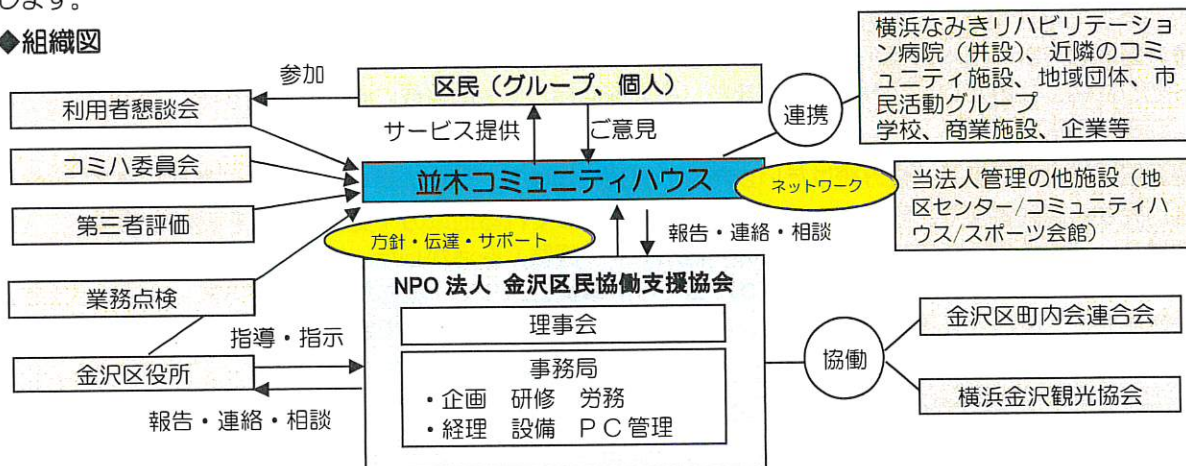 します。
◆組織図
参加
区民（グループ、個人）
利用者懇談会
サービス提供
ご意見
連携
横浜なみきリハビリテーショ
ン病院（併設）、近隣のコミ
ュニティ施設、地域団体、市
民活動グループ
学校、商業施設、企業等
コミハ委員会
並木コミュニティハウス
ネットワーク
当法人管理の他施設（地
区センター/コミュニティハ
ウス/スポーツ会館）
第三者評価
方針・伝達・サポート
報告・連絡・相談
業務点検
NPO 法人 金沢区民協働支援協会
理事会
指導・指示
金沢区役所
報告・連絡・相談
事務局
・企画 研修 労務
・経理 設備 ＰＣ管理
協働
金沢区町内会連合会
横浜金沢観光協会